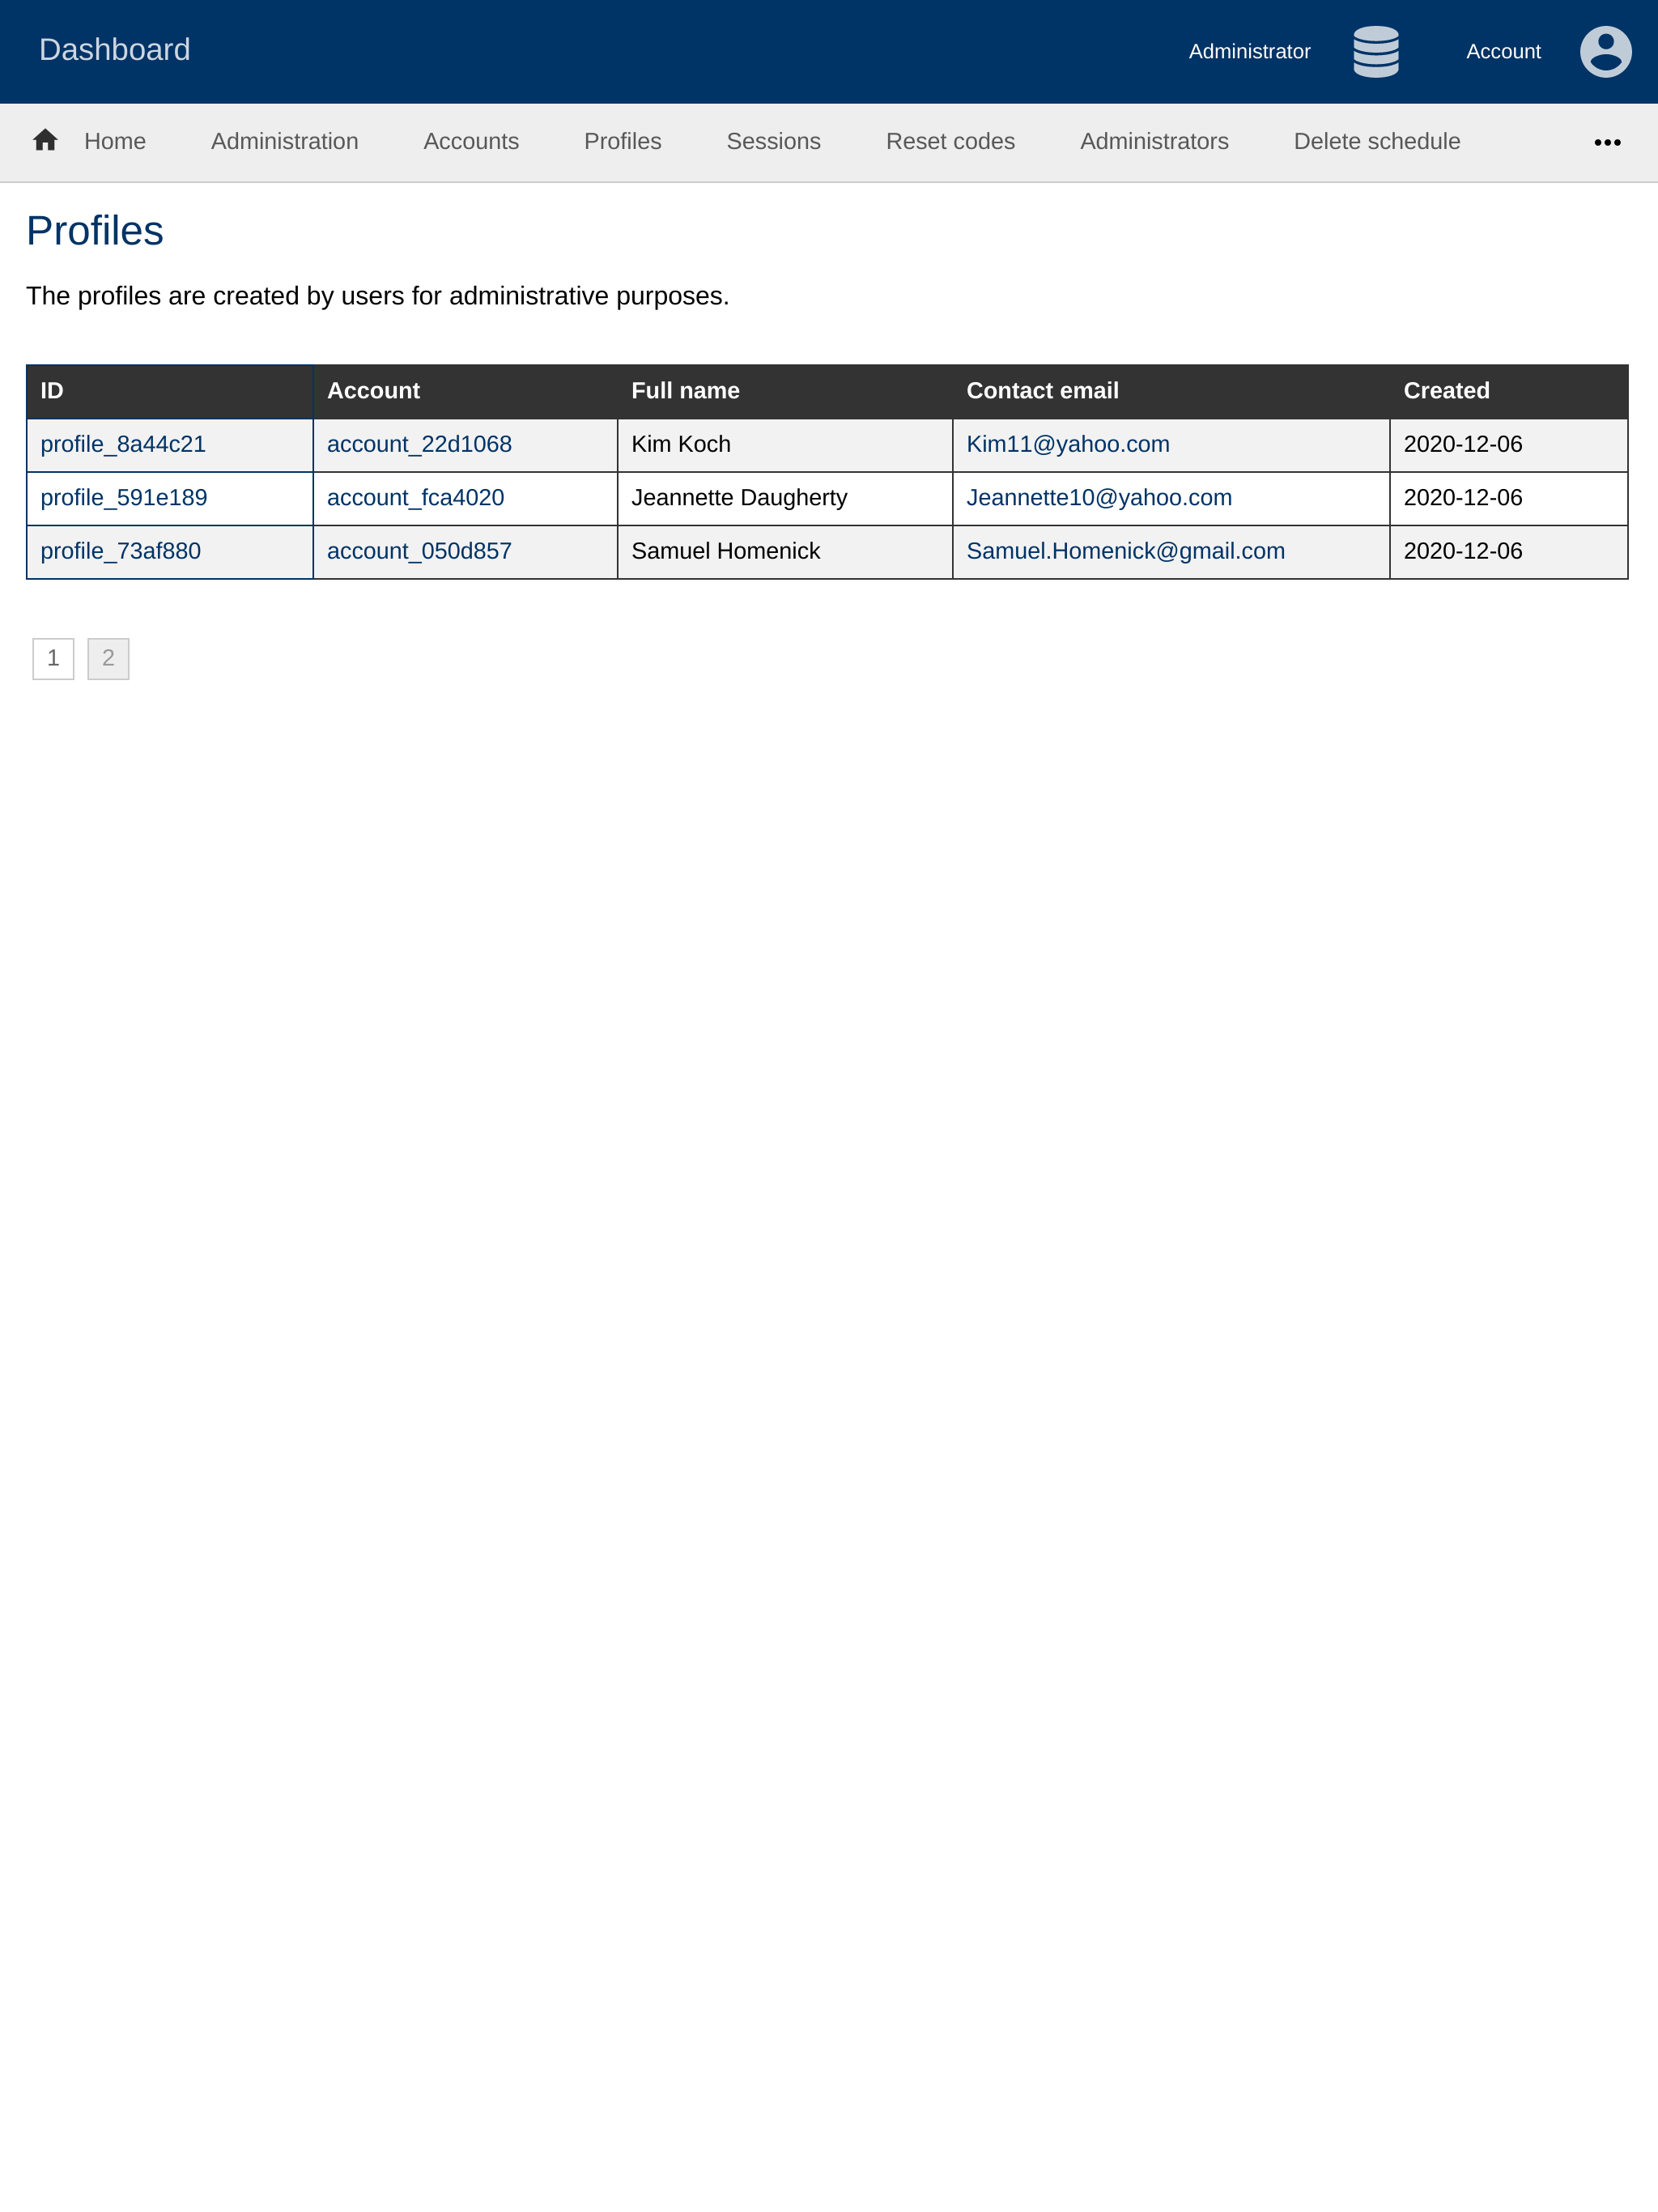 Dashboard Administrator Account
Home Administration Accounts Profiles Sessions Reset codes Administrators Delete schedule •••
Profiles
The profiles are created by users for administrative purposes.
ID Account Full name Contact email Created
profile_8a44c21 account_22d1068 Kim Koch Kim11@yahoo.com 2020-12-06
profile_591e189 account_fca4020 Jeannette Daugherty Jeannette10@yahoo.com 2020-12-06
profile_73af880 account_050d857 Samuel Homenick Samuel.Homenick@gmail.com 2020-12-06
1 2